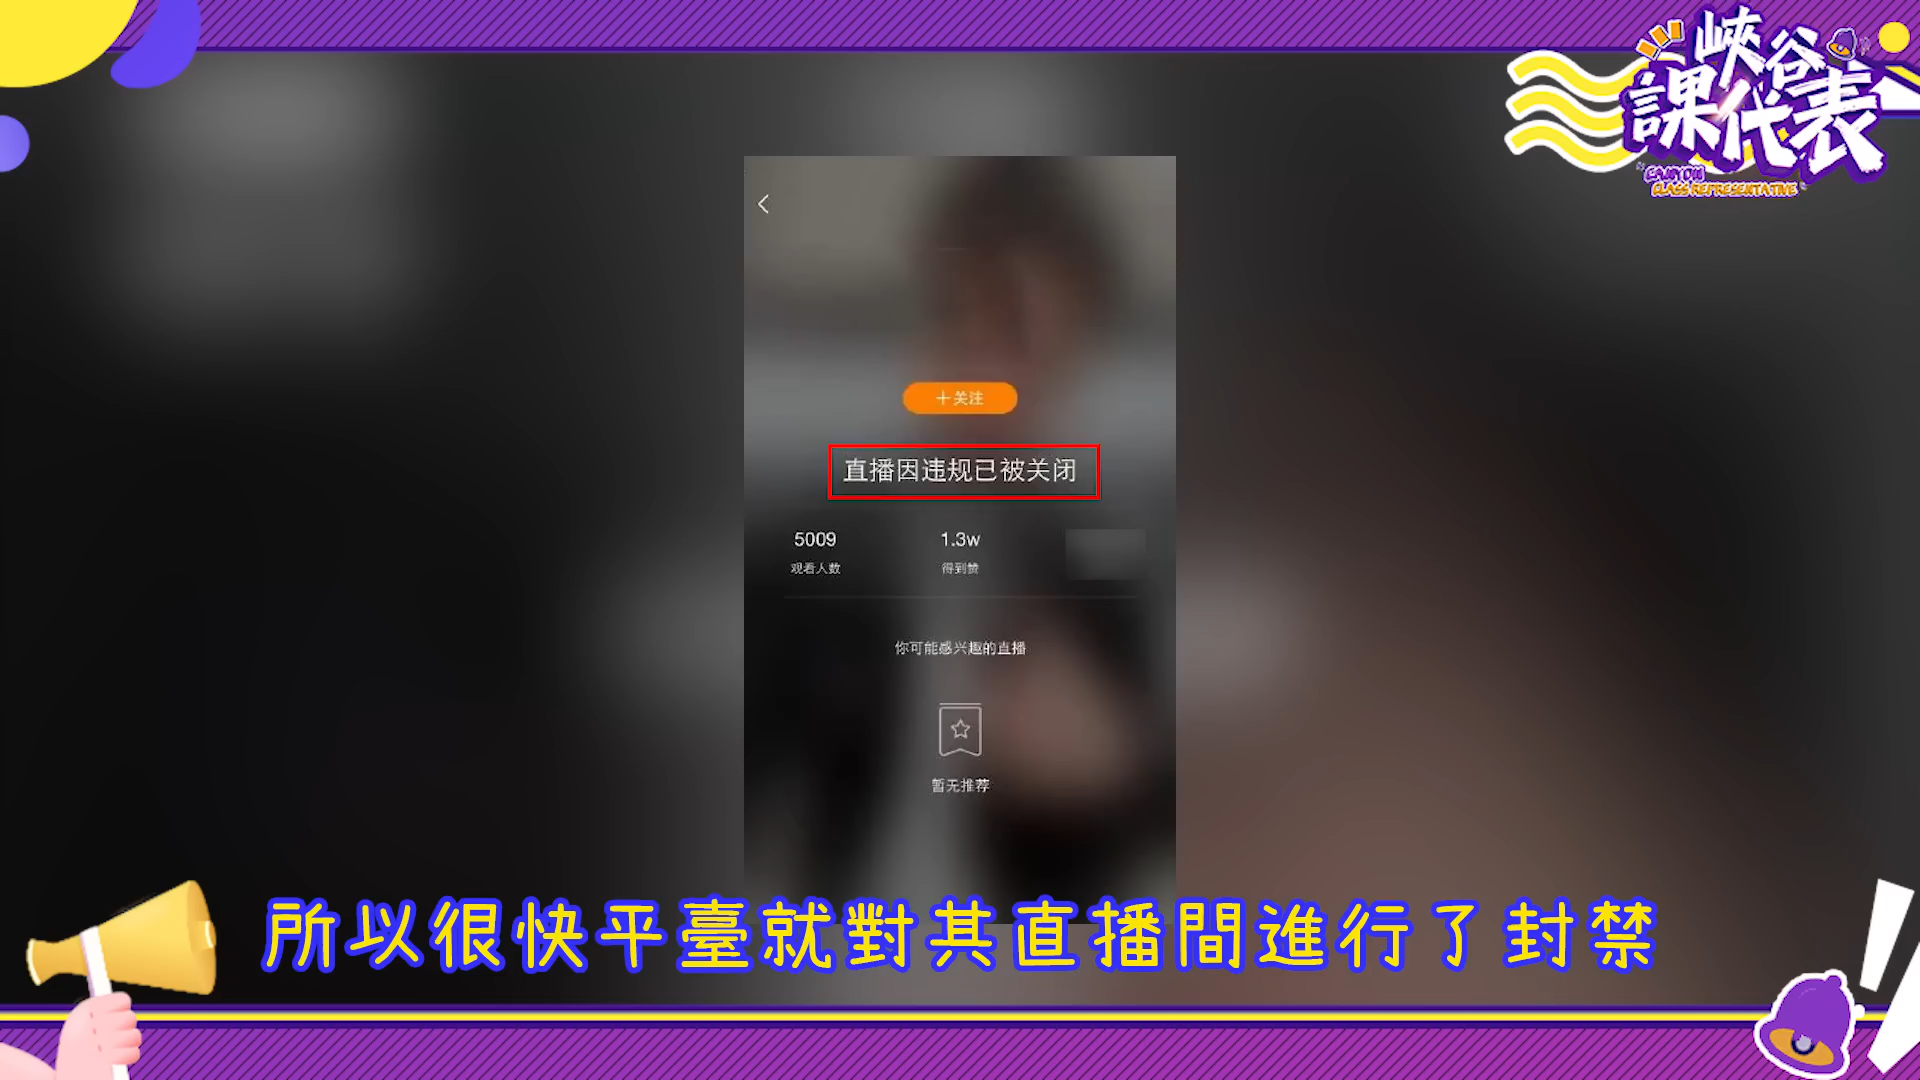 峽谷
課代表
CANYON
CLASS REPRESENTATIVE
+关注
直播因违规已被关闭
5009
1.3w
观看人数
得到赞
你可能感兴趣的直播
暂无推荐
所以很快平臺就對其直播間進行了封禁